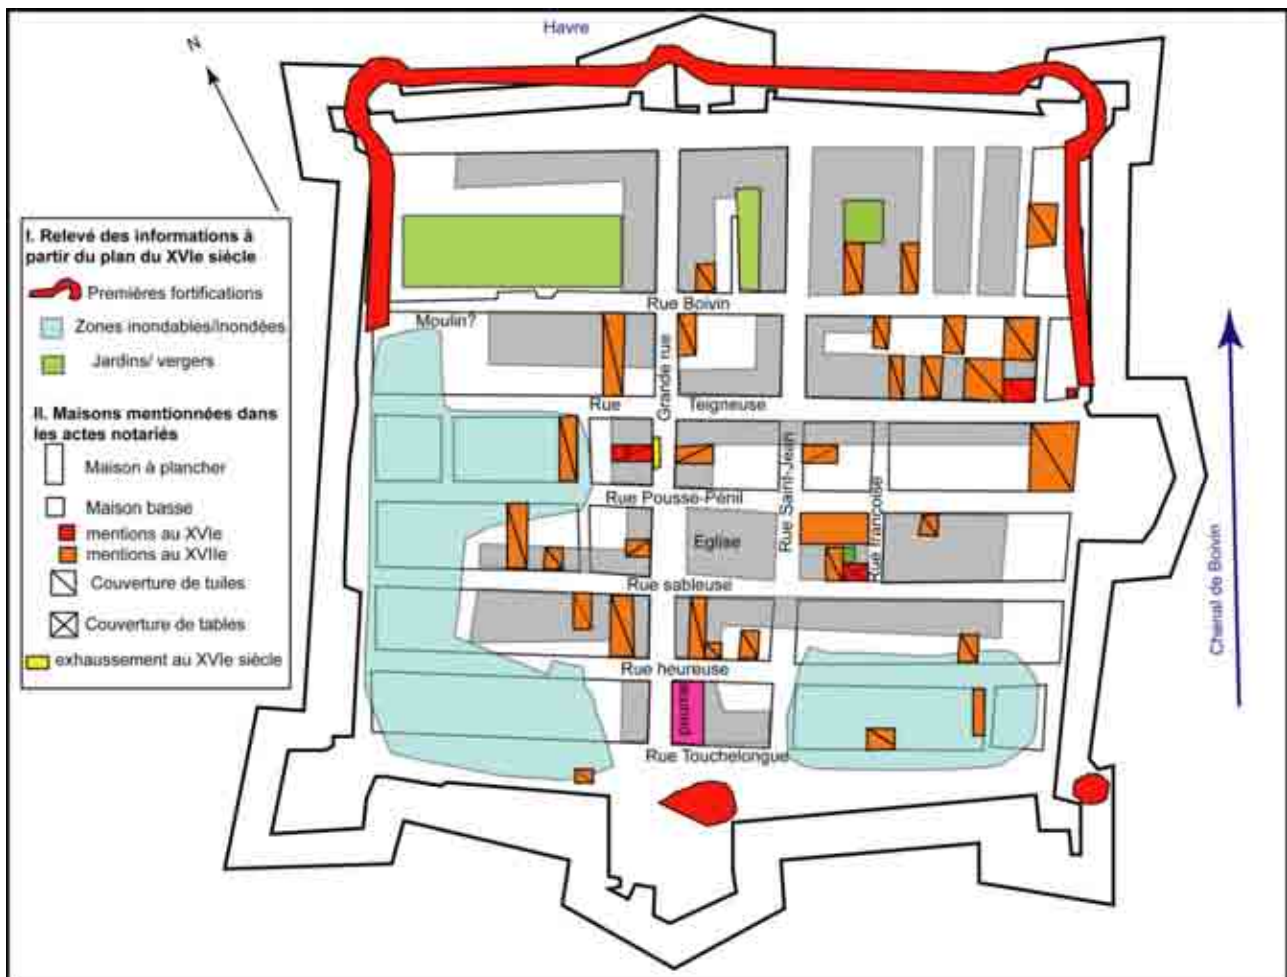 Havre
N
I. Relevé des informations à
partir du plan du XVIe siècle
Premières fortifications
Zones inondables/inondées
Jardins/ vergers
II. Maisons mentionnées dans
les actes notariés
Maison à plancher
Maison basse
mentions au XVIe
mentions au XVIIe
Couverture de tuiles
Couverture de tables
exhaussement au XVIe siècle
Rue Boivin
Moulin?
Grande rue
Rue Teigneuse
Rue Saint-Jean
Rue Pousse-Pénil
Rue françoise
Eglise
Rue sableuse
Rue heureuse
paume
Rue Touchelongue
Chenal de Boivin